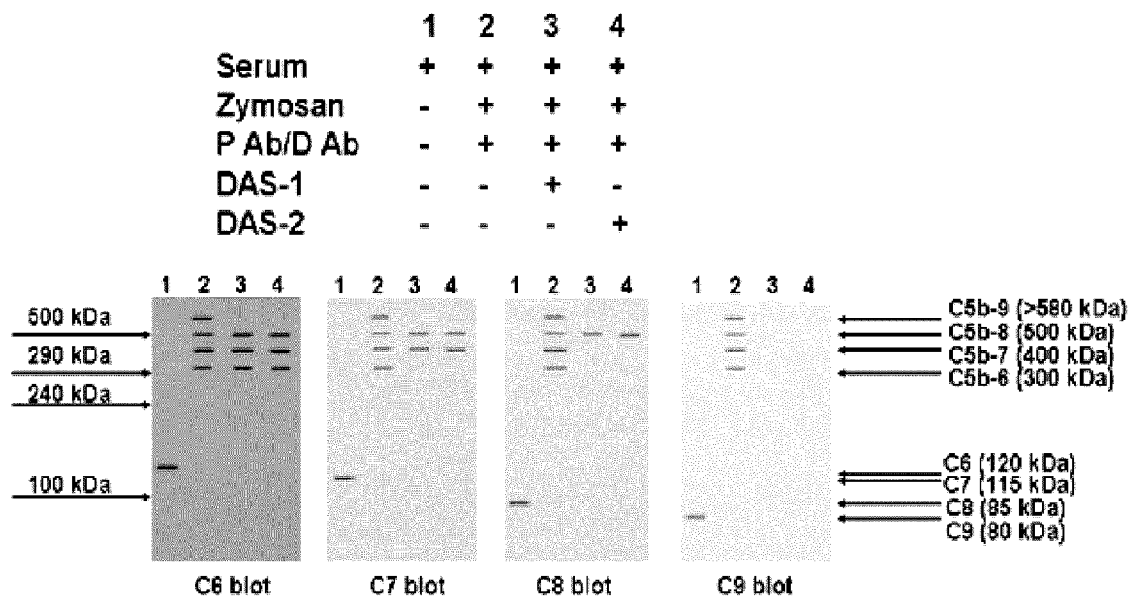 1 2 3 4
Serum + + + +
Zymosan - + + +
P Ab/D Ab - + + +
DAS-1 - - + -
DAS-2 - - - +
1 2 3 4 1 2 3 4 1 2 3 4 1 2 3 4
500 kDa
290 kDa
240 kDa
100 kDa
C5b-9 (>580 kDa)
C5b-8 (500 kDa)
C5b-7 (400 kDa)
C5b-6 (300 kDa)
C6 (120 kDa)
C7 (115 kDa)
C8 (85 kDa)
C9 (80 kDa)
C6 blot C7 blot C8 blot C9 blot